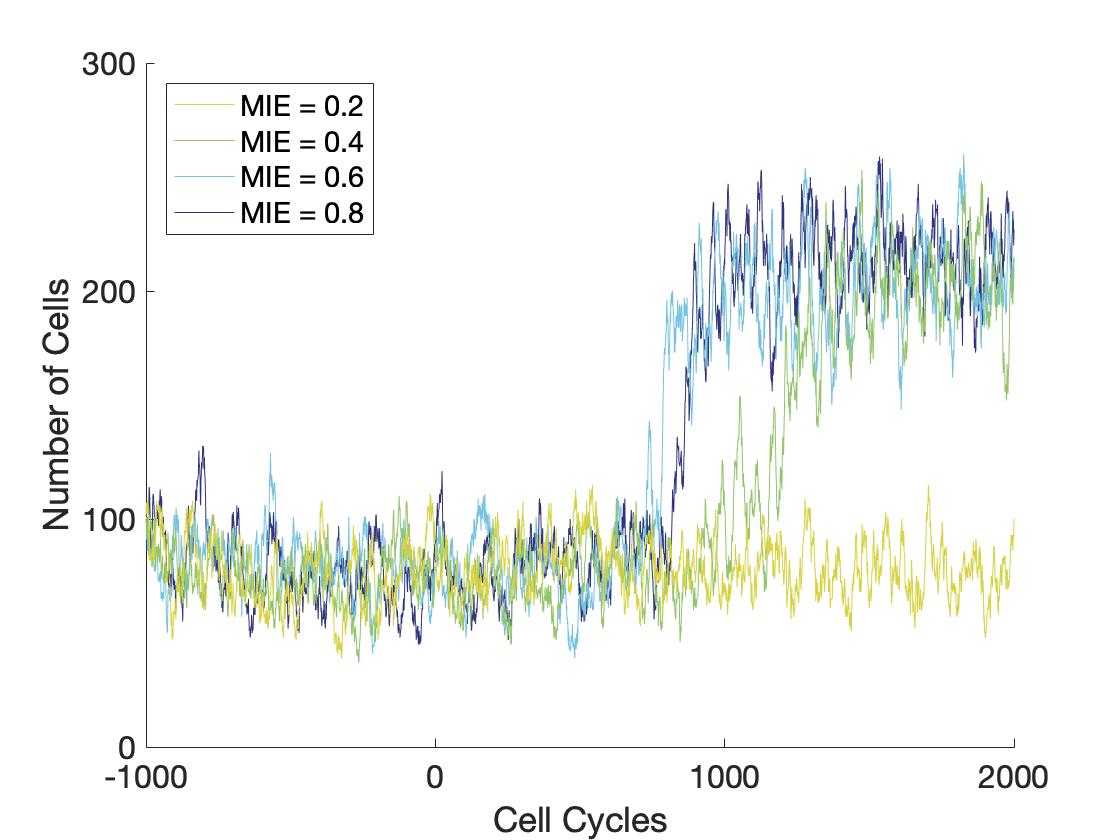 300
MIE = 0.2
MIE = 0.4
MIE = 0.6
MIE = 0.8
200
Number of Cells
100
0
-1000
0
1000
2000
Cell Cycles